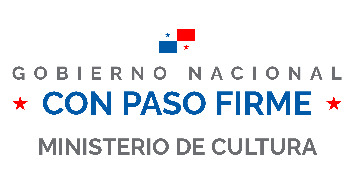 GOBIERNO NACIONAL
CON PASO FIRME
MINISTERIO DE CULTURA